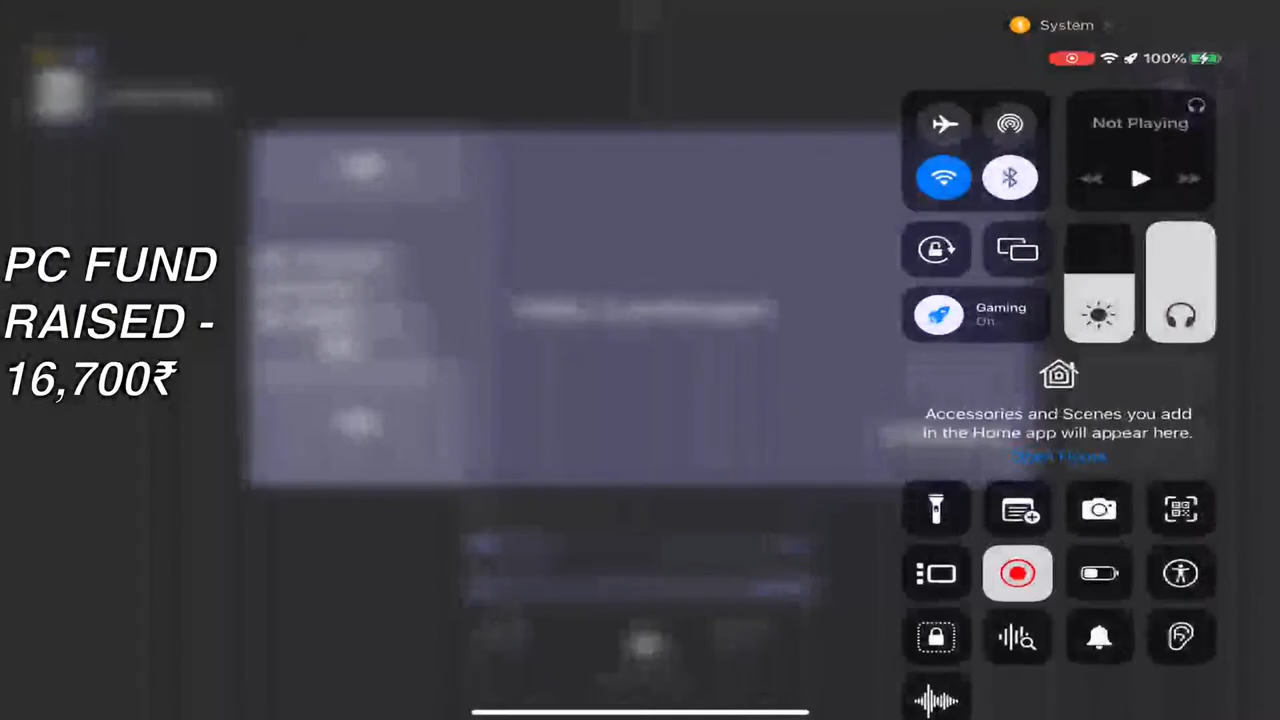 System
100%
Not Playing
PC FUND
RAISED -
16,700₹
Gaming
On
Accessories and Scenes you add
in the Home app will appear here.